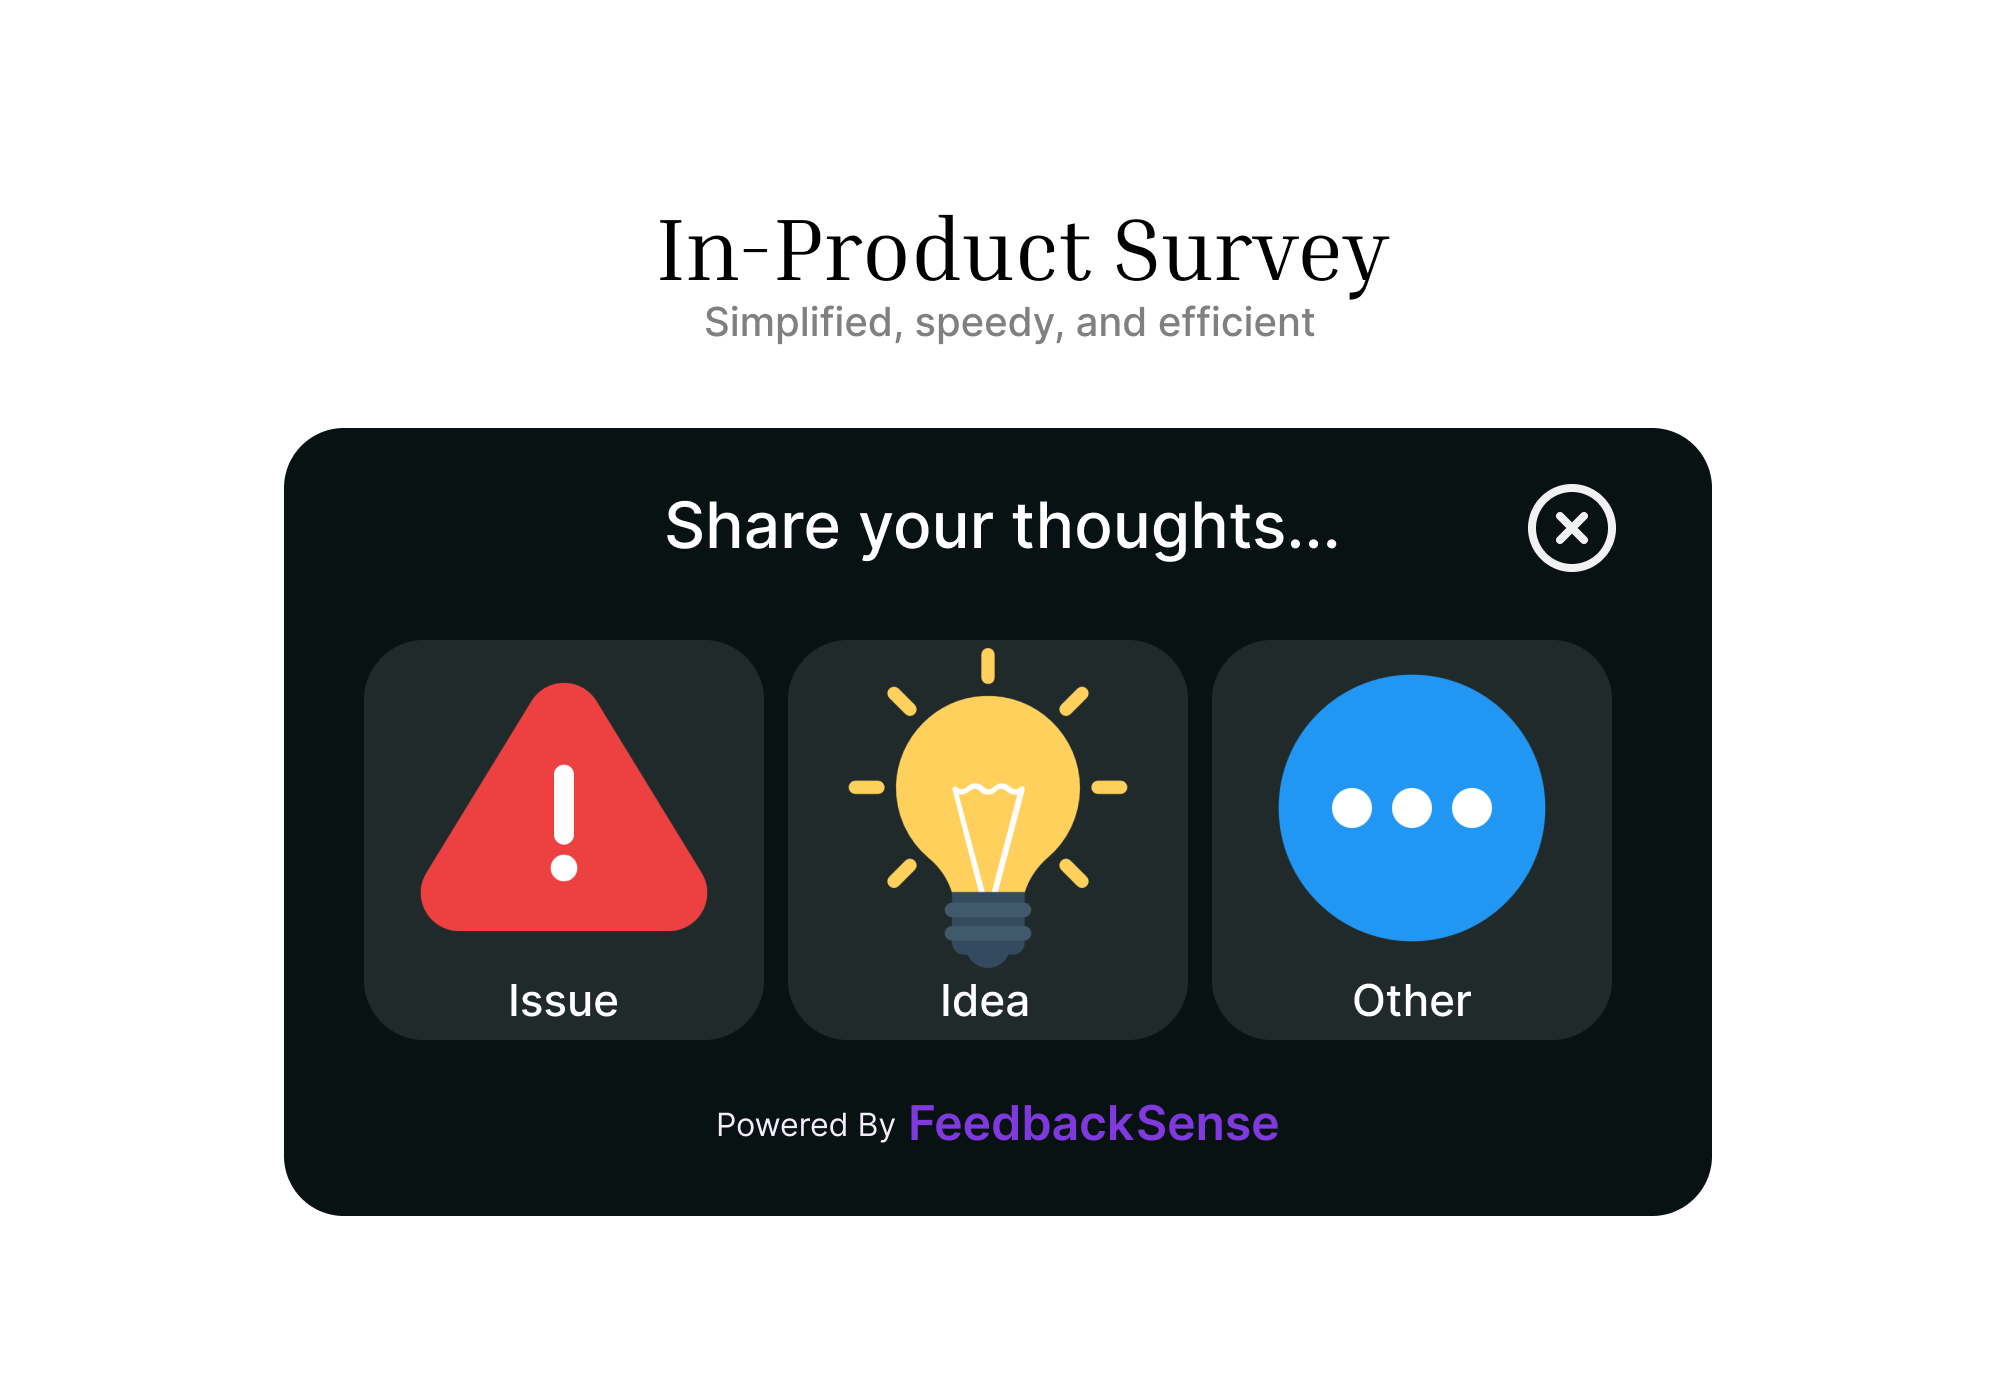 In-Product Survey
Simplified, speedy, and efficient
Share your thoughts...
Issue
Idea
Other
Powered By FeedbackSense